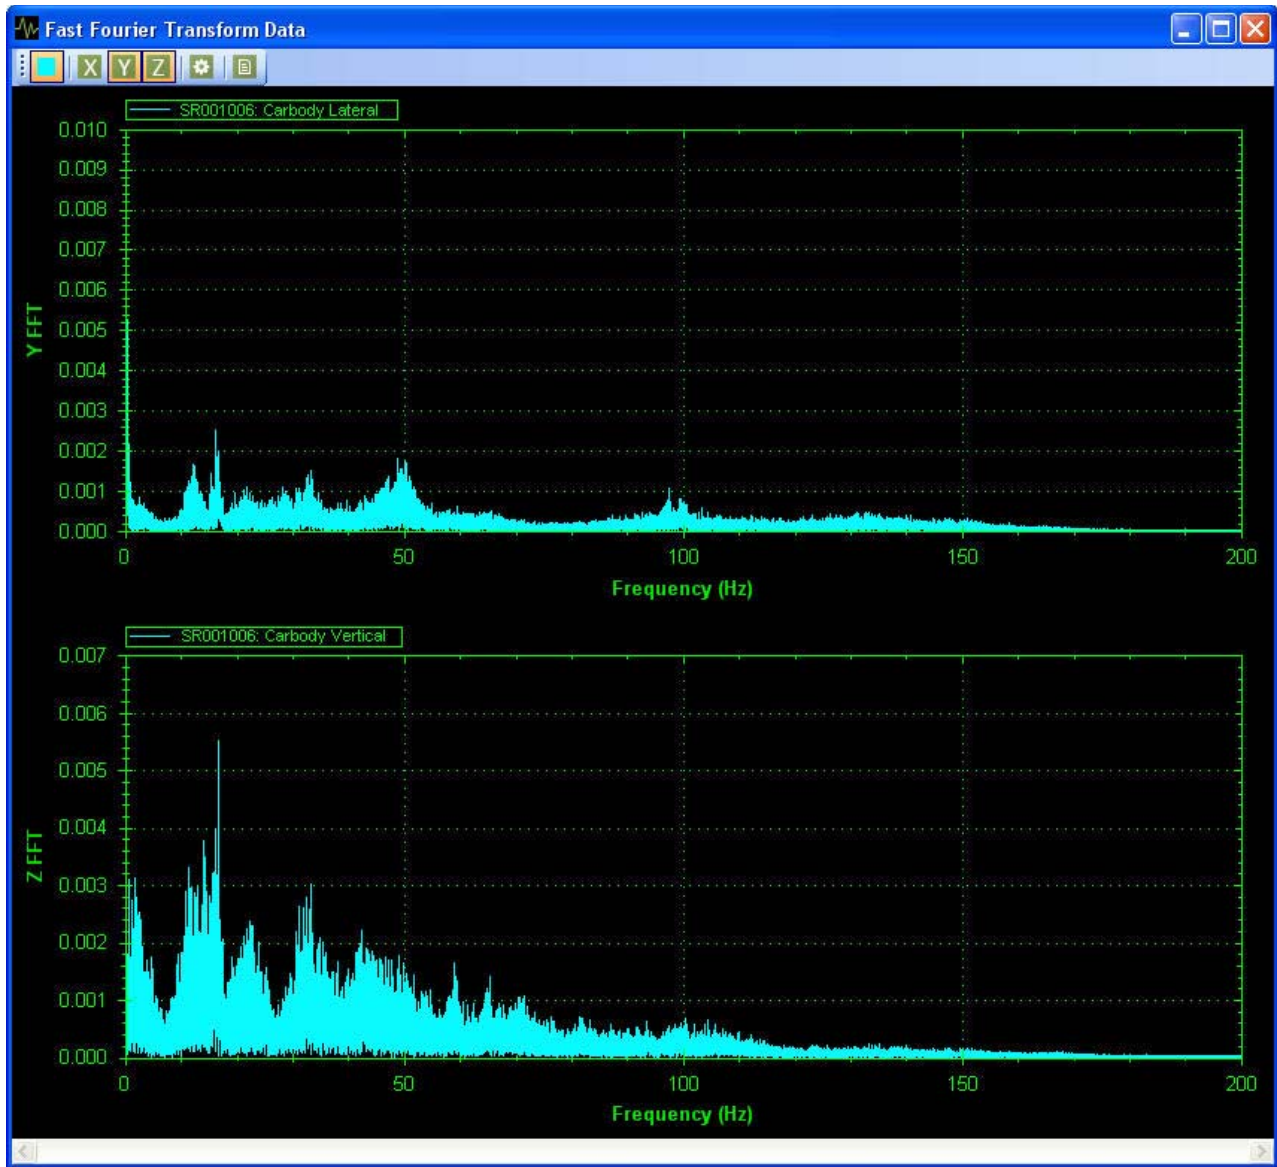 Fast Fourier Transform Data
X Y Z
SR001006: Carbody Lateral
0.010
0.009
0.008
0.007
0.006
0.005
0.004
0.003
0.002
0.001
0.000
Y FFT
0 50 100 150 200
Frequency (Hz)
SR001006: Carbody Vertical
0.007
0.006
0.005
0.004
0.003
0.002
0.001
0.000
Z FFT
0 50 100 150 200
Frequency (Hz)